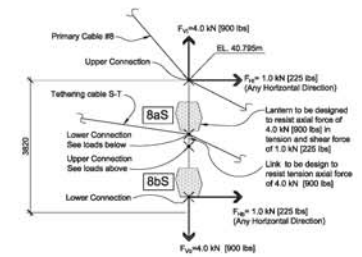 Fvt=4.0 kN [900 lbs]
Primary Cable #8
EL. 40.795m
Upper Connection
FHt= 1.0 kN [225 lbs]
(Any Horizontal Direction)
Tethering cable S-T
8aS
Lantern to be designed
to resist axial force of
4.0 kN [900 lbs] in
tension and shear force
of 1.0 kN [225 lbs]
Lower Connection
See loads below
3820
Upper Connection
See loads above
Link to be design to
resist tension axial force
of 4.0 kN [900 lbs]
8bS
Lower Connection
FHb= 1.0 kN [225 lbs]
(Any Horizontal Direction)
Fvb=4.0 kN [900 lbs]